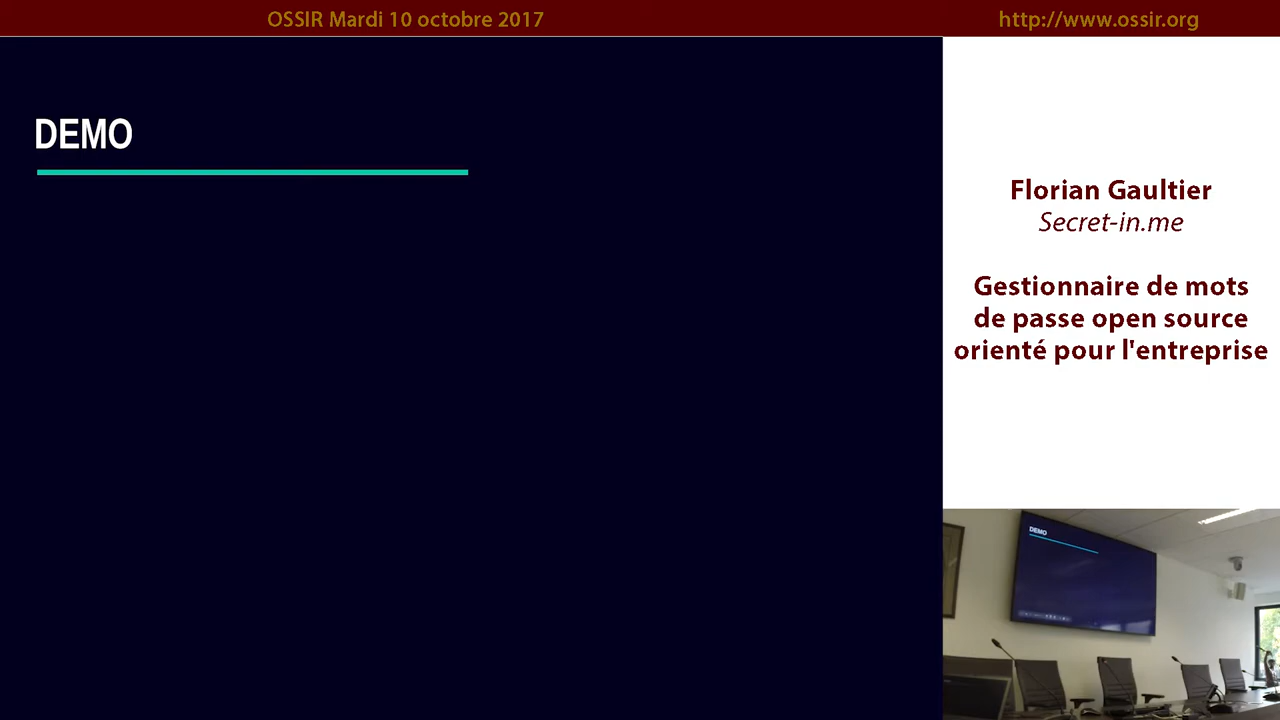 OSSIR Mardi 10 octobre 2017
http://www.ossir.org
DEMO
Florian Gaultier
Secret-in.me
Gestionnaire de mots
de passe open source
orienté pour l'entreprise
DEMO